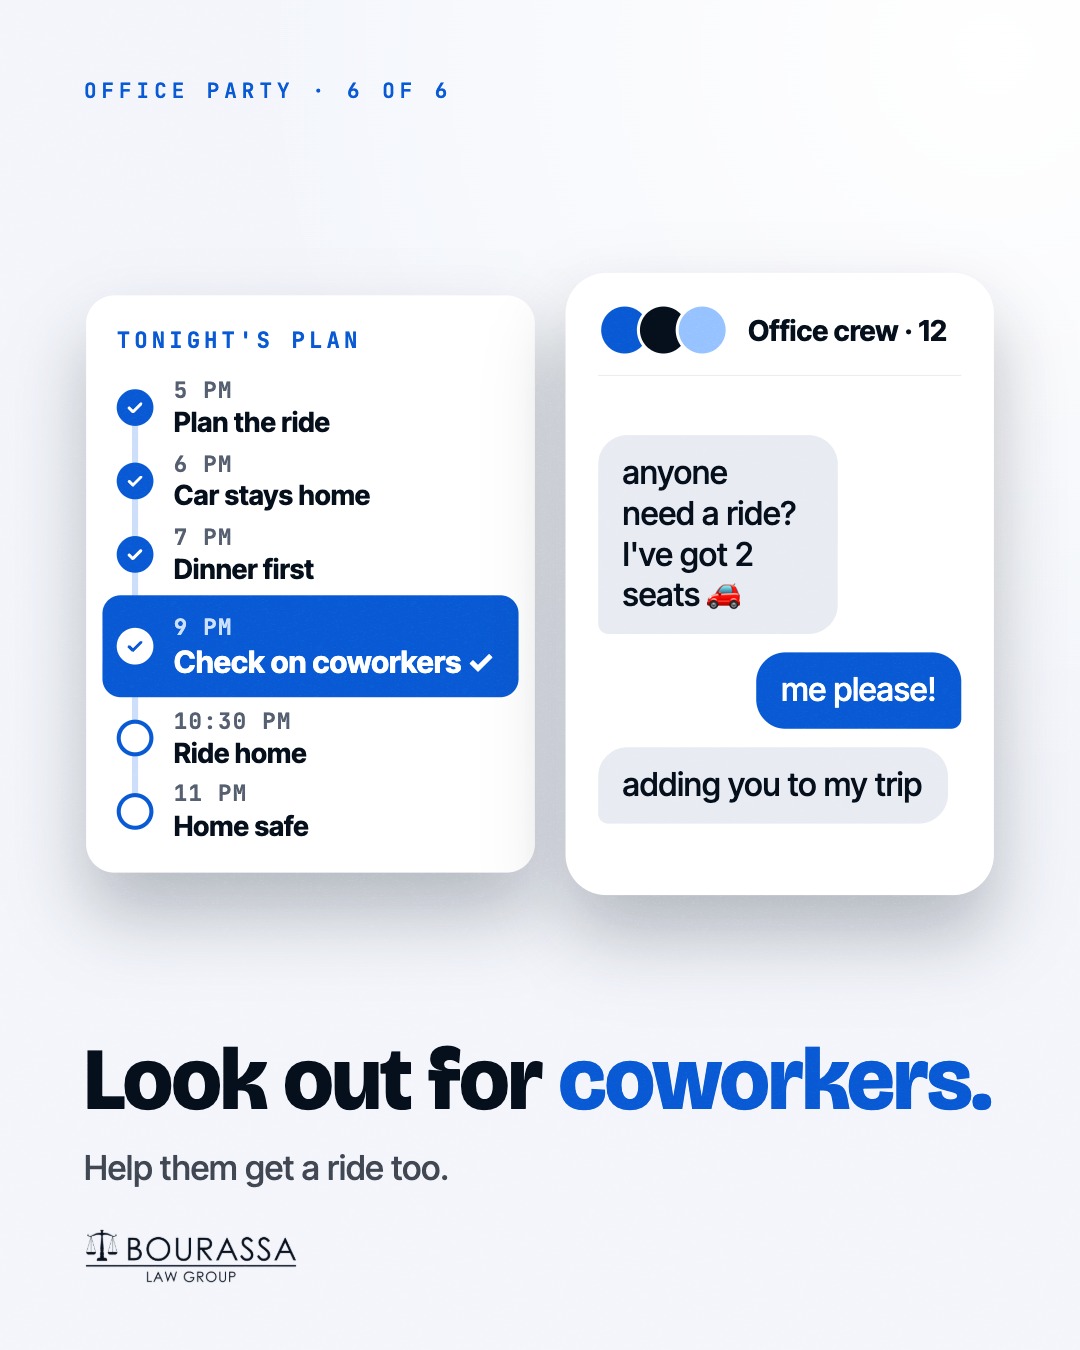 OFFICE PARTY · 6 OF 6
TONIGHT'S PLAN
5 PM
Plan the ride
6 PM
Car stays home
7 PM
Dinner first
9 PM
Check on coworkers ✓
10:30 PM
Ride home
11 PM
Home safe
Office crew · 12
anyone
need a ride?
I've got 2
seats 🚗
me please!
adding you to my trip
Look out for coworkers.
Help them get a ride too.
BOURASSA
LAW GROUP